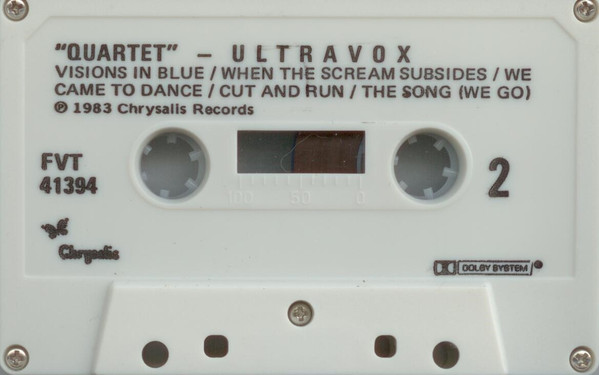 "QUARTET" – ULTRAVOX
VISIONS IN BLUE / WHEN THE SCREAM SUBSIDES / WE
CAME TO DANCE / CUT AND RUN / THE SONG (WE GO)
℗ 1983 Chrysalis Records
FVT
41394
2
100 50 0
Chrysalis
DOLBY SYSTEM